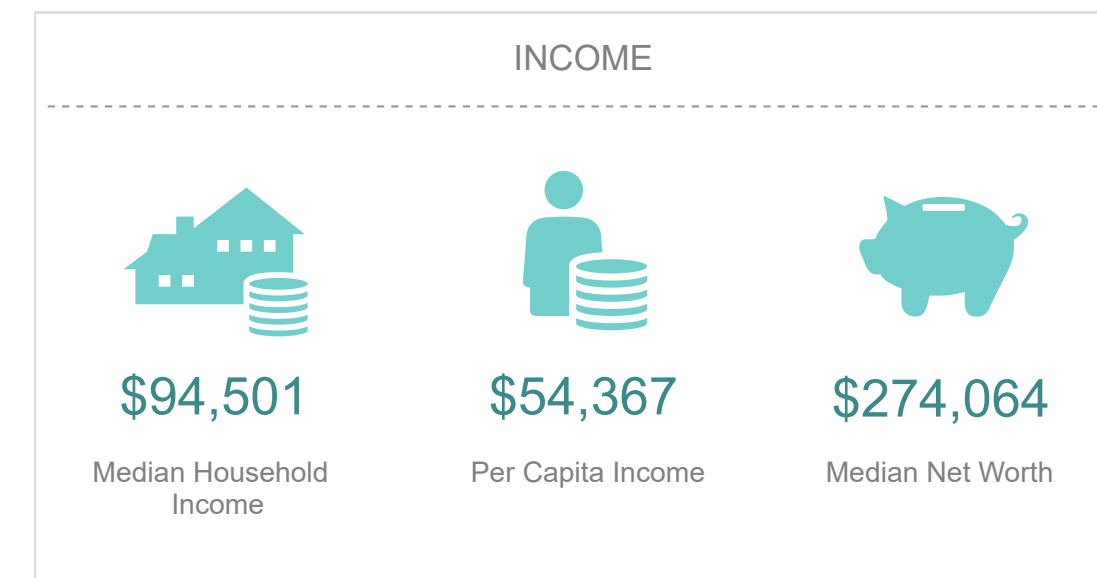 INCOME
$94,501
$54,367
$274,064
Median Household
Income
Per Capita Income
Median Net Worth